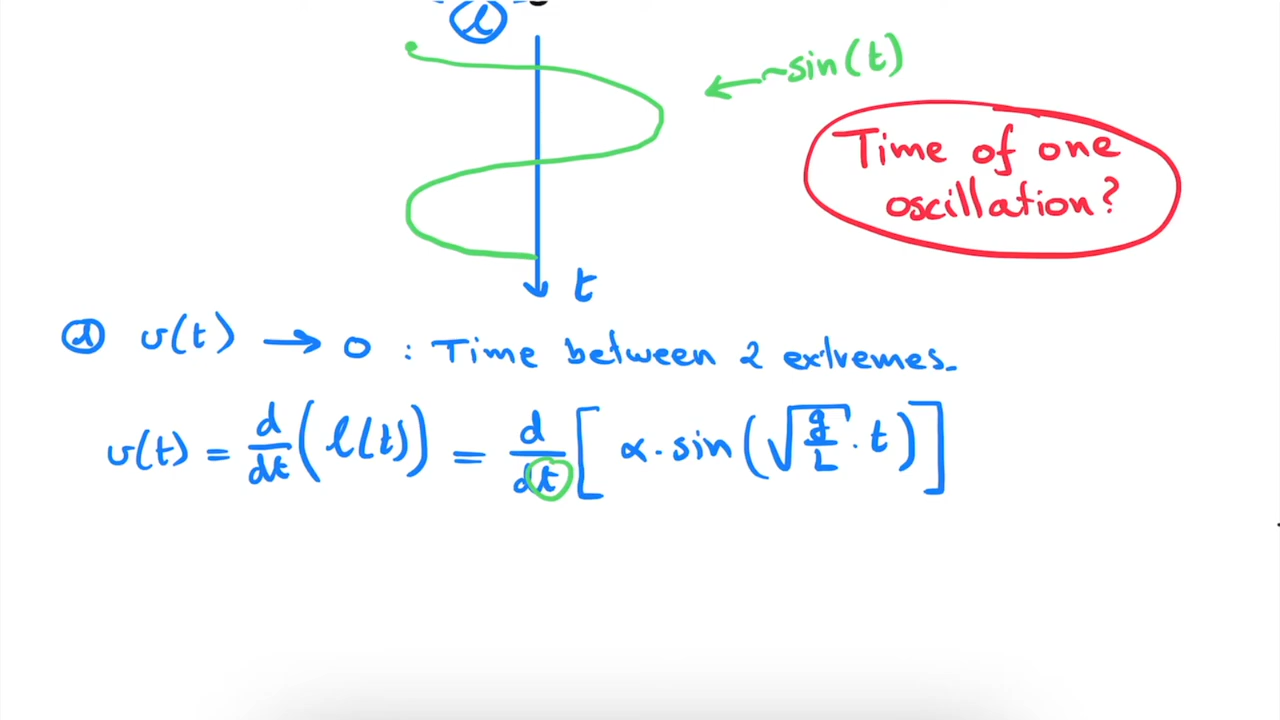 l
~sin(t)
Time of one
oscillation?
t
① v(t) → 0 : Time between 2 extremes.
v(t) = d/dt (l(t)) = d/dt [α·sin(√(g/L)·t)]